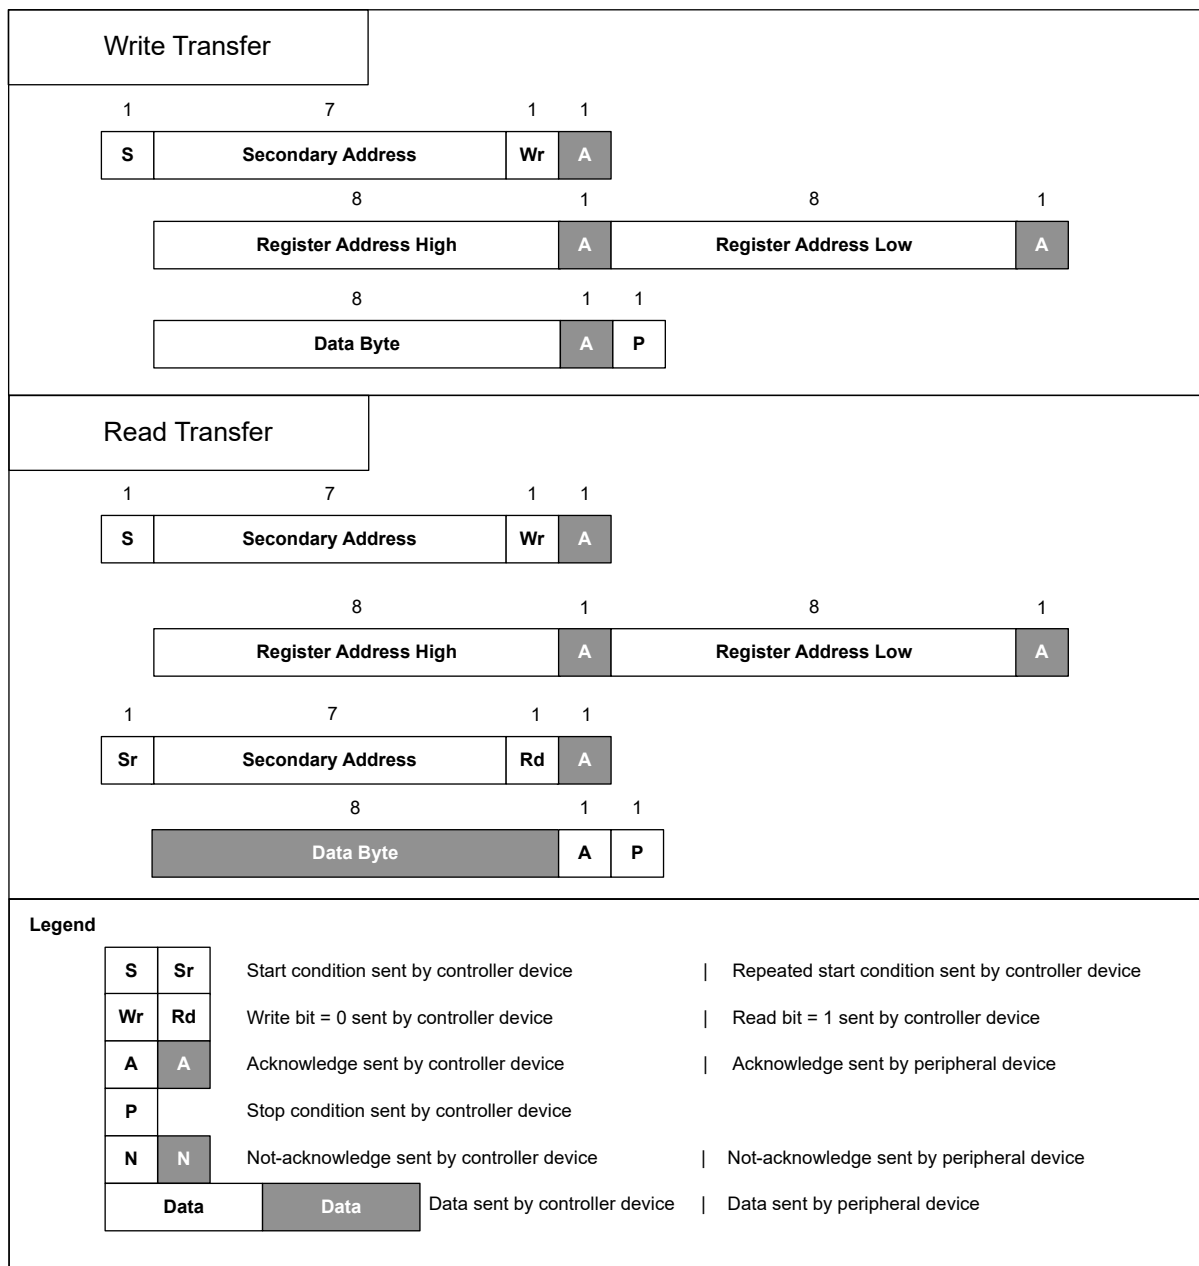 Write Transfer
1 7 1 1
S Secondary Address Wr A
8 1 8 1
Register Address High A Register Address Low A
8 1 1
Data Byte A P
Read Transfer
1 7 1 1
S Secondary Address Wr A
8 1 8 1
Register Address High A Register Address Low A
1 7 1 1
Sr Secondary Address Rd A
8 1 1
Data Byte A P
Legend
S Sr Start condition sent by controller device | Repeated start condition sent by controller device
Wr Rd Write bit = 0 sent by controller device | Read bit = 1 sent by controller device
A A Acknowledge sent by controller device | Acknowledge sent by peripheral device
P Stop condition sent by controller device
N N Not-acknowledge sent by controller device | Not-acknowledge sent by peripheral device
Data Data Data sent by controller device | Data sent by peripheral device